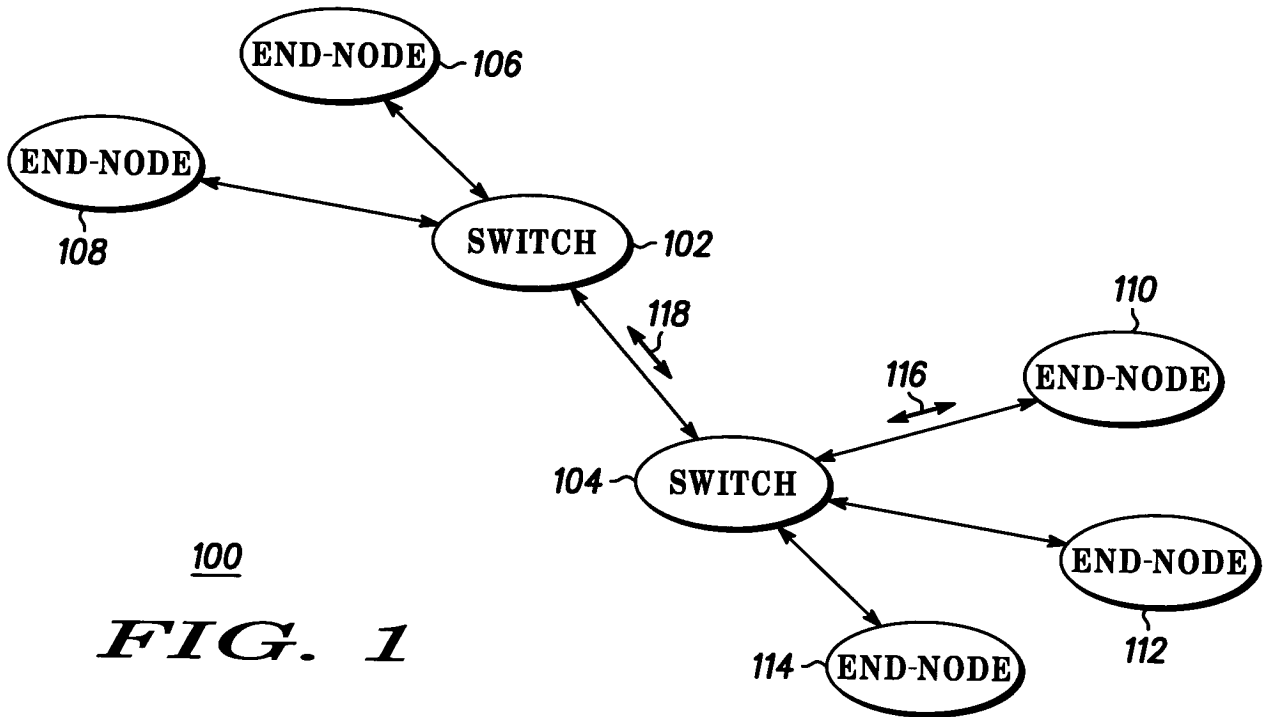 END-NODE
106
END-NODE
108
SWITCH
102
118
110
END-NODE
116
SWITCH
104
END-NODE
112
END-NODE
114
100
FIG. 1